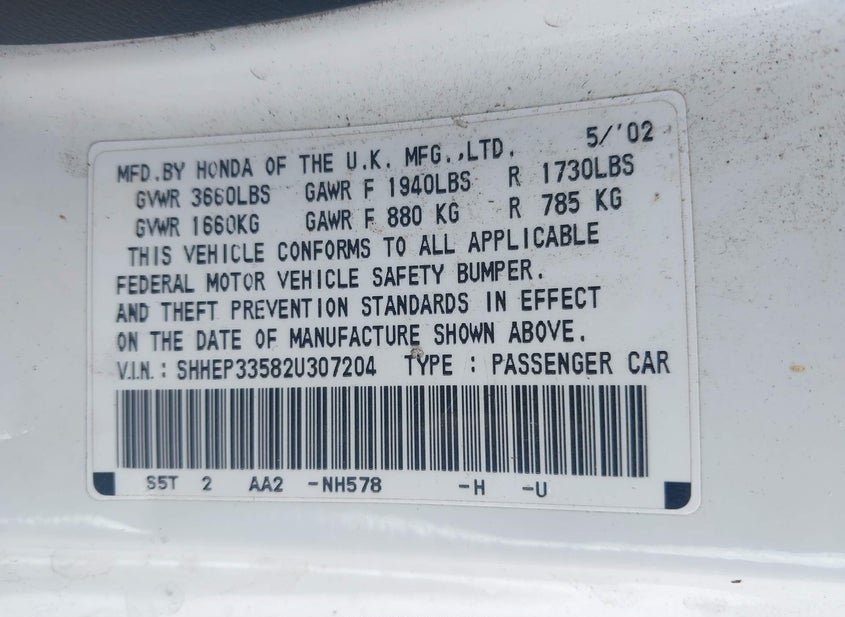 5/'02
MFD.BY HONDA OF THE U.K. MFG.,LTD.
GVWR 3660LBS GAWR F 1940LBS R 1730LBS
GVWR 1660KG GAWR F 880 KG R 785 KG
THIS VEHICLE CONFORMS TO ALL APPLICABLE
FEDERAL MOTOR VEHICLE SAFETY BUMPER.
AND THEFT PREVENTION STANDARDS IN EFFECT
ON THE DATE OF MANUFACTURE SHOWN ABOVE.
V.I.N.: SHHEP33582U307204 TYPE : PASSENGER CAR
S5T 2 AA2 -NH578 -H -U